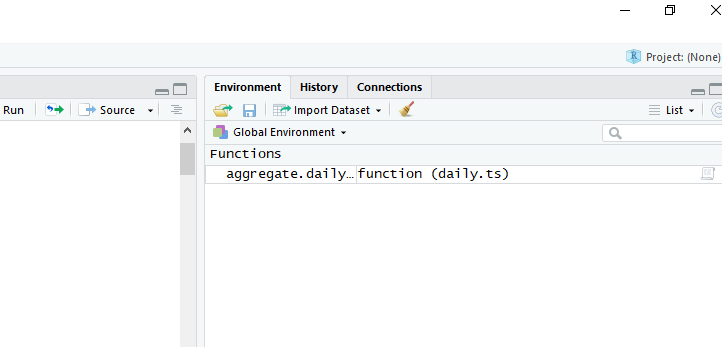 Project: (None)
Environment History Connections
Run Source Import Dataset List
Global Environment
Functions
aggregate.daily… function (daily.ts)